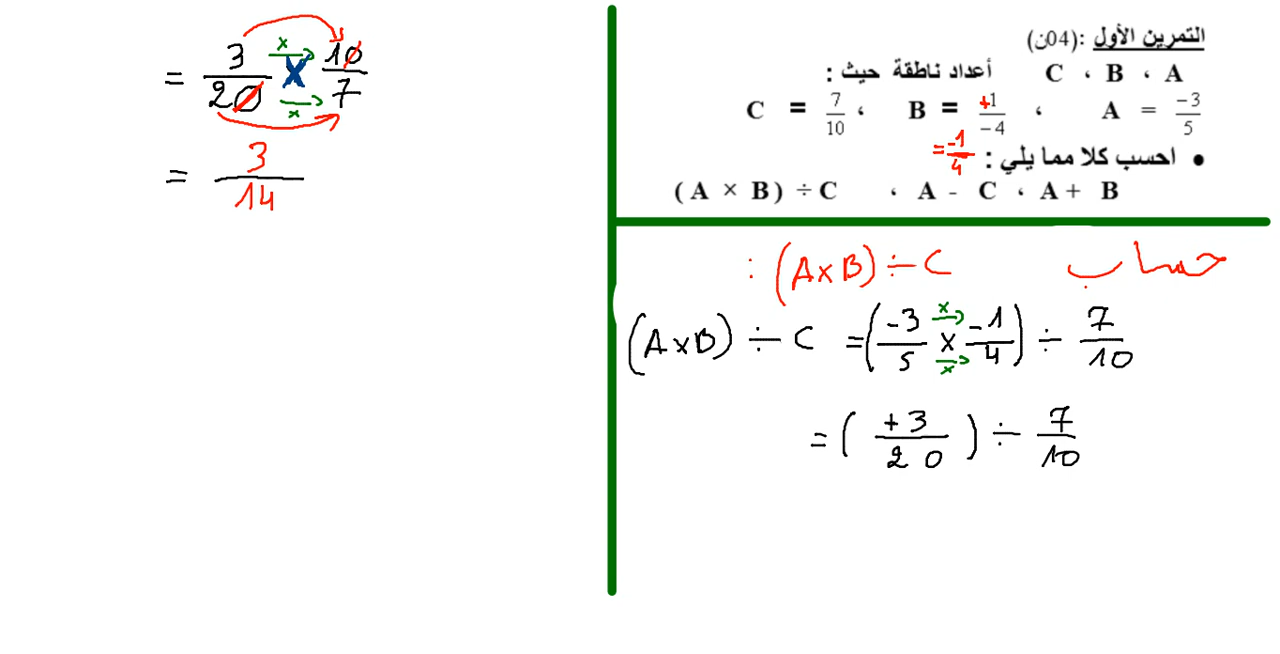 التمرين الأول :(04ن)
A ، B ، C أعداد ناطقة حيث :
A = -3/5 ، B = +1/-4 ، C = 7/10
= -1/4
• احسب كلا مما يلي :
A + B ، A - C ، (A × B) ÷ C
حساب (A×B) ÷ C :
(A×B) ÷ C = (-3/5 × -1/4) ÷ 7/10
x
x
= (+3/20) ÷ 7/10
= 3/20 × 10/7
x
x
= 3/14